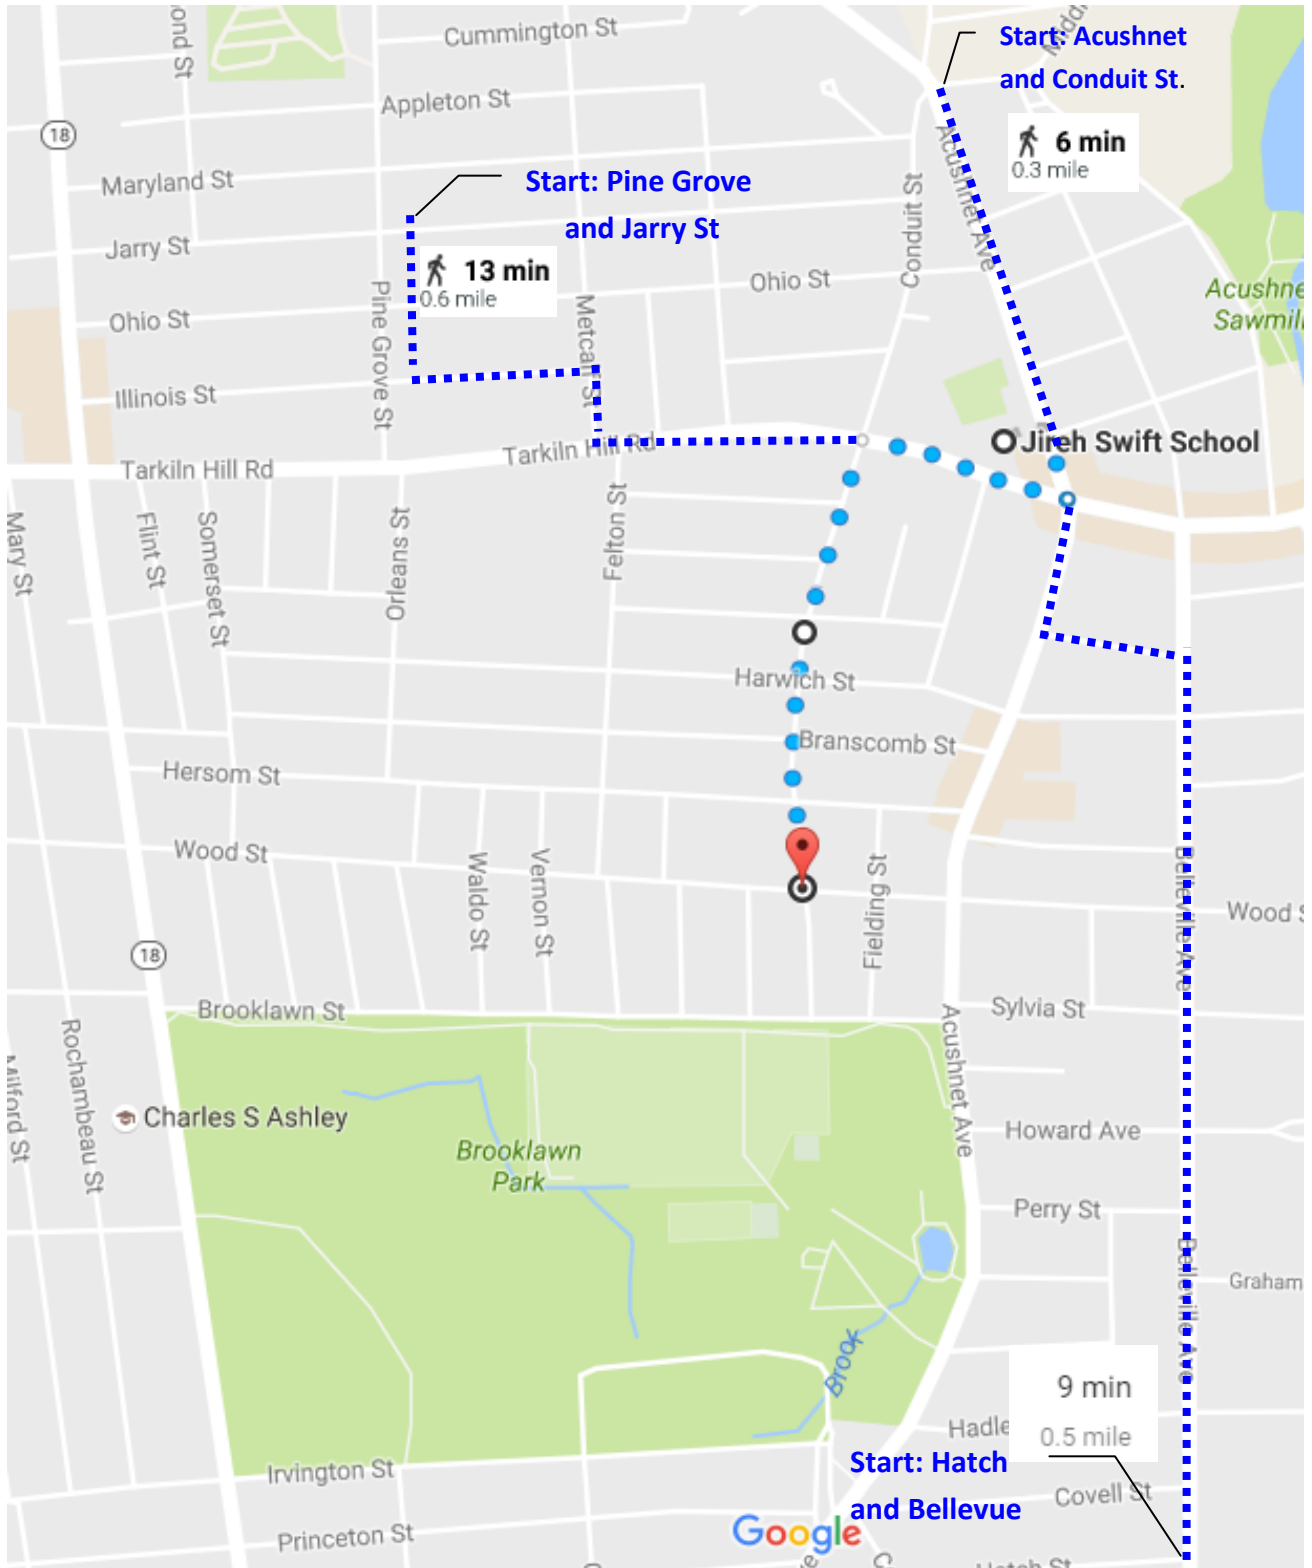 ond St
Cummington St
Start: Acushnet
and Conduit St.
Appleton St
18
6 min
0.3 mile
Acushnet Ave
Maryland St
Start: Pine Grove
and Jarry St
Conduit St
Jarry St
13 min
0.6 mile
Ohio St
Acushne
Sawmill
Ohio St
Pine Grove St
Metcalf St
Illinois St
Jireh Swift School
Tarkiln Hill Rd
Tarkiln Hill Rd
Mary St
Flint St
Somerset St
Orleans St
Felton St
Harwich St
Branscomb St
Hersom St
Wood St
Waldo St
Vernon St
Fielding St
Belleville Ave
Wood S
18
Brooklawn St
Sylvia St
Acushnet Ave
Rochambeau St
Milford St
Charles S Ashley
Howard Ave
Brooklawn
Park
Perry St
Belleville Ave
Graham
Brook
9 min
0.5 mile
Hadle
Start: Hatch
and Bellevue
Irvington St
Covell St
Google
Princeton St
Hatch St